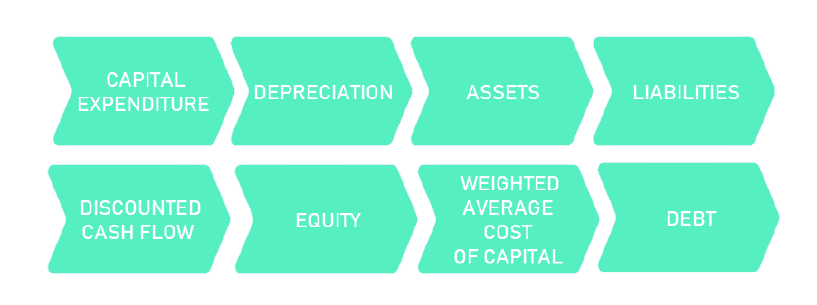 CAPITAL
EXPENDITURE
DEPRECIATION
ASSETS
LIABILITIES
DISCOUNTED
CASH FLOW
EQUITY
WEIGHTED
AVERAGE
COST
OF CAPITAL
DEBT